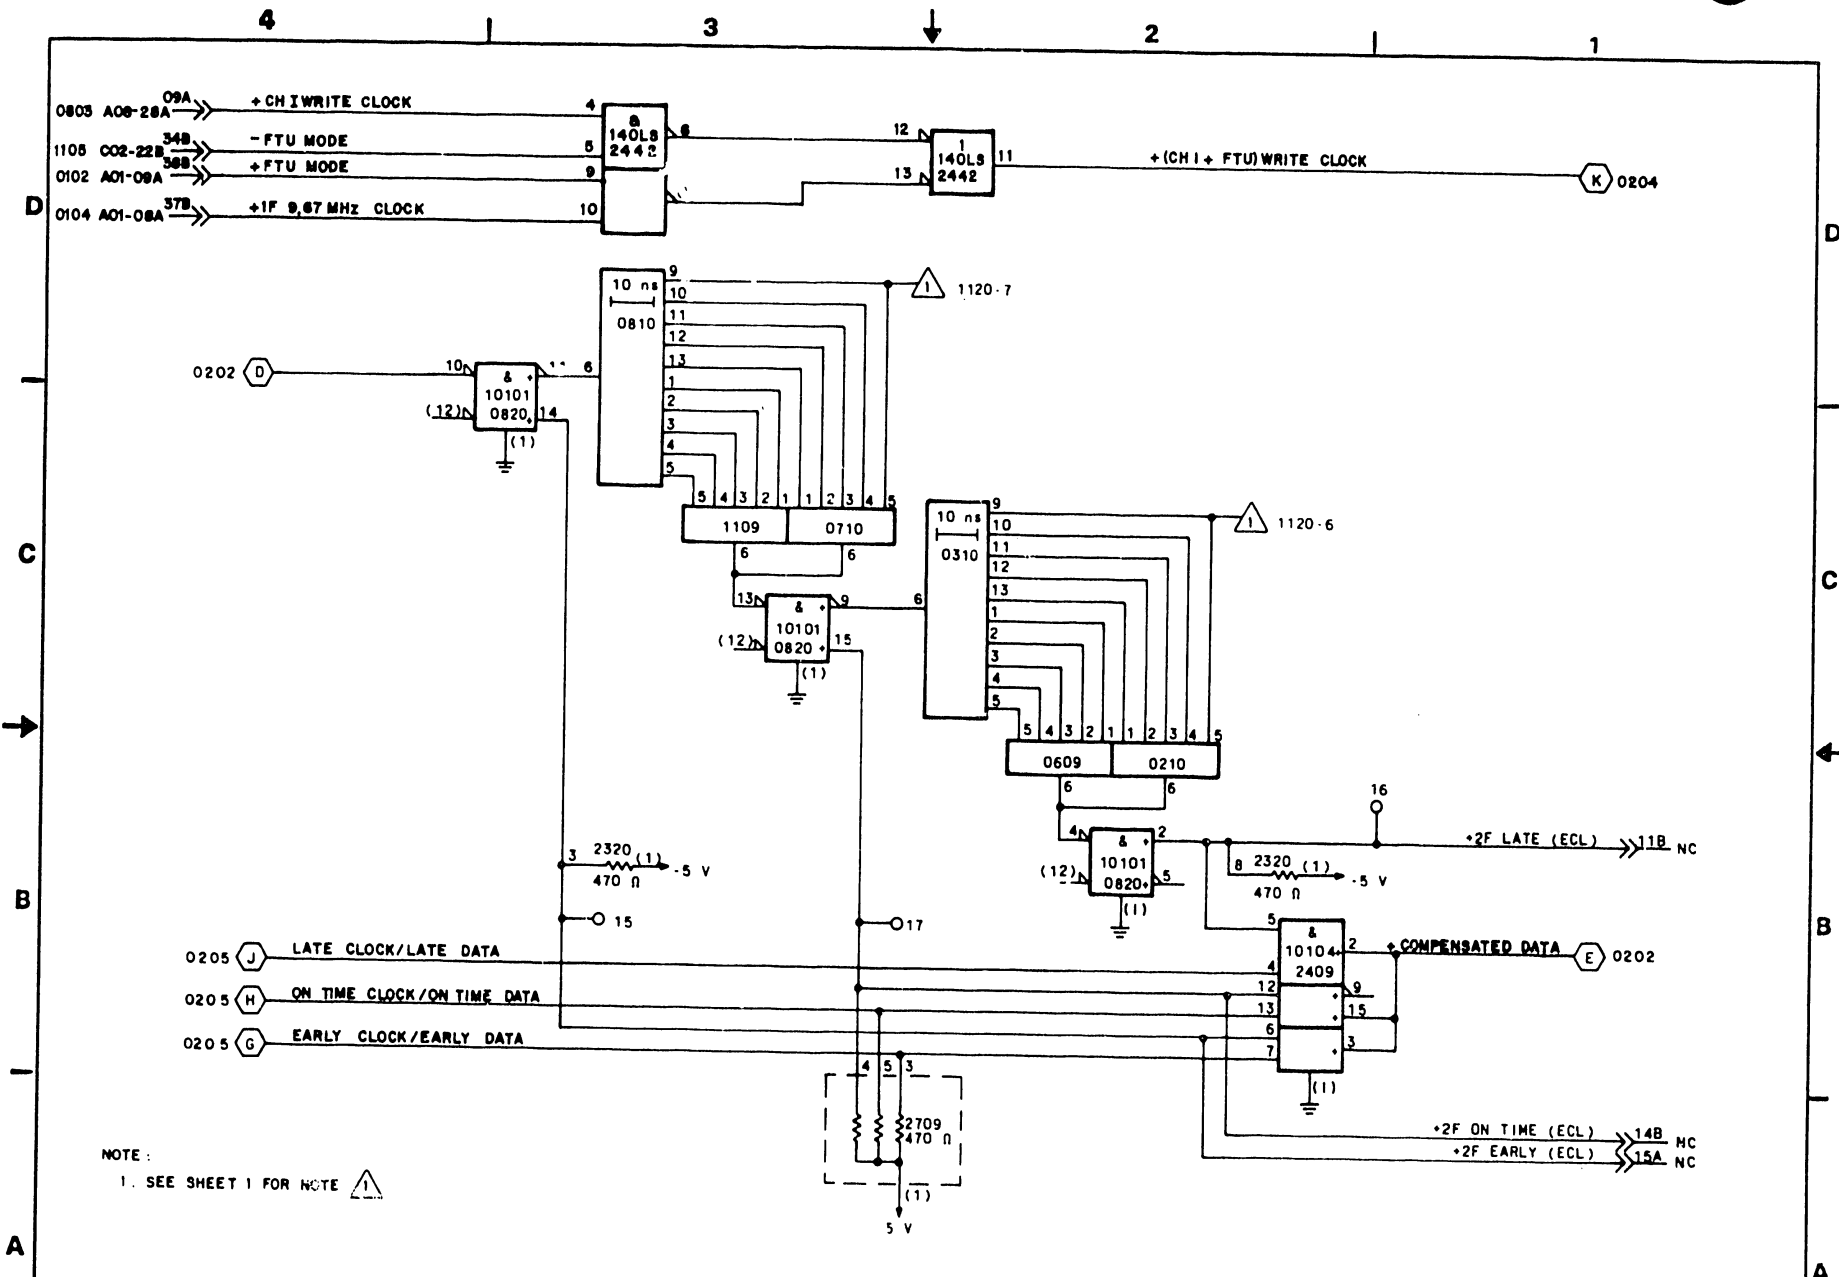 4 3 2 1
0803 A08-28A 09A + CH I WRITE CLOCK 4
1105 C02-22B 34B - FTU MODE 5
0102 A01-09A 38B + FTU MODE 9
0104 A01-08A 37B +1F 9,67 MHz CLOCK 10
&
140LS
2442
6
12
13
1
140LS
2442
11
+(CH I + FTU) WRITE CLOCK
K 0204
D
D
10 ns
0810
9
10
11
12
13
1
2
3
4
5
1 1120-7
0202 D
10
(12)
&
10101
0820
14
(1)
6
5 4 3 2 1 1 2 3 4 5
1109 0710
6 6
13
(12)
&
10101
0820
9
15
(1)
6
10 ns
0310
9
10
11
12
13
1
2
3
4
5
1 1120-6
C
C
5 4 3 2 1 1 2 3 4 5
0609 0210
6 6
4
(12)
&
10101
0820
2
5
(1)
16
+2F LATE (ECL) 11B NC
8 2320 (1) -5 V
470 Ω
3 2320 (1) -5 V
470 Ω
15
17
B
B
0205 J LATE CLOCK/LATE DATA
0205 H ON TIME CLOCK/ON TIME DATA
0205 G EARLY CLOCK/EARLY DATA
5
4
12
13
6
7
&
10104
2409
2
9
15
3
(1)
+ COMPENSATED DATA E 0202
4 5 3
2709
470 Ω
(1)
5 V
+2F ON TIME (ECL) 14B NC
+2F EARLY (ECL) 15A NC
NOTE:
1. SEE SHEET 1 FOR NOTE 1
A
A